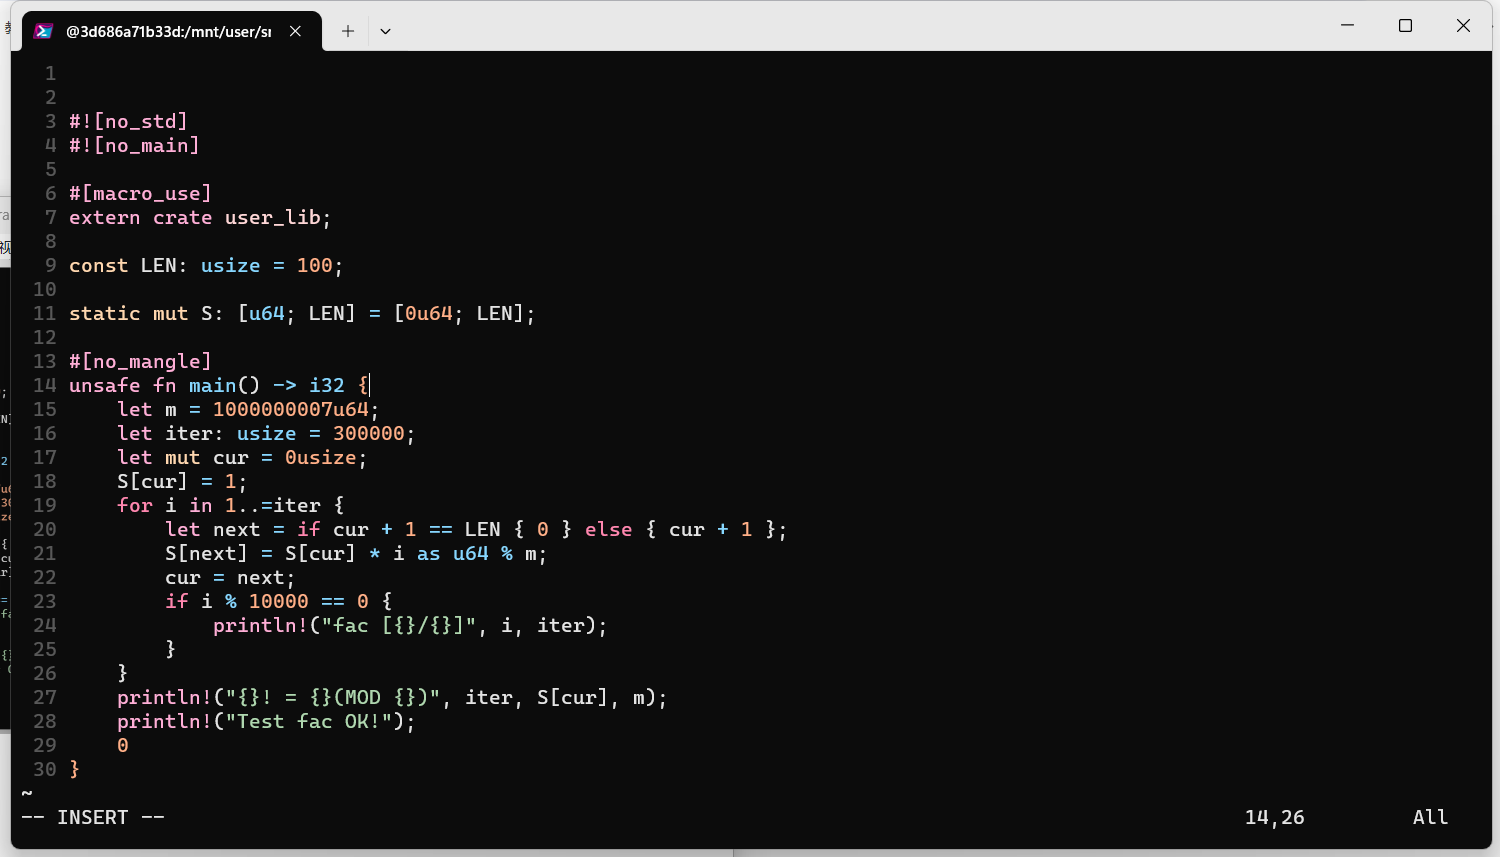 @3d686a71b33d:/mnt/user/sr
1
2
3 #![no_std]
4 #![no_main]
5
6 #[macro_use]
7 extern crate user_lib;
8
9 const LEN: usize = 100;
10
11 static mut S: [u64; LEN] = [0u64; LEN];
12
13 #[no_mangle]
14 unsafe fn main() -> i32 {
15     let m = 1000000007u64;
16     let iter: usize = 300000;
17     let mut cur = 0usize;
18     S[cur] = 1;
19     for i in 1..=iter {
20         let next = if cur + 1 == LEN { 0 } else { cur + 1 };
21         S[next] = S[cur] * i as u64 % m;
22         cur = next;
23         if i % 10000 == 0 {
24             println!("fac [{}/{}]", i, iter);
25         }
26     }
27     println!("{}! = {}(MOD {})", iter, S[cur], m);
28     println!("Test fac OK!");
29     0
30 }
~
-- INSERT -- 14,26 All